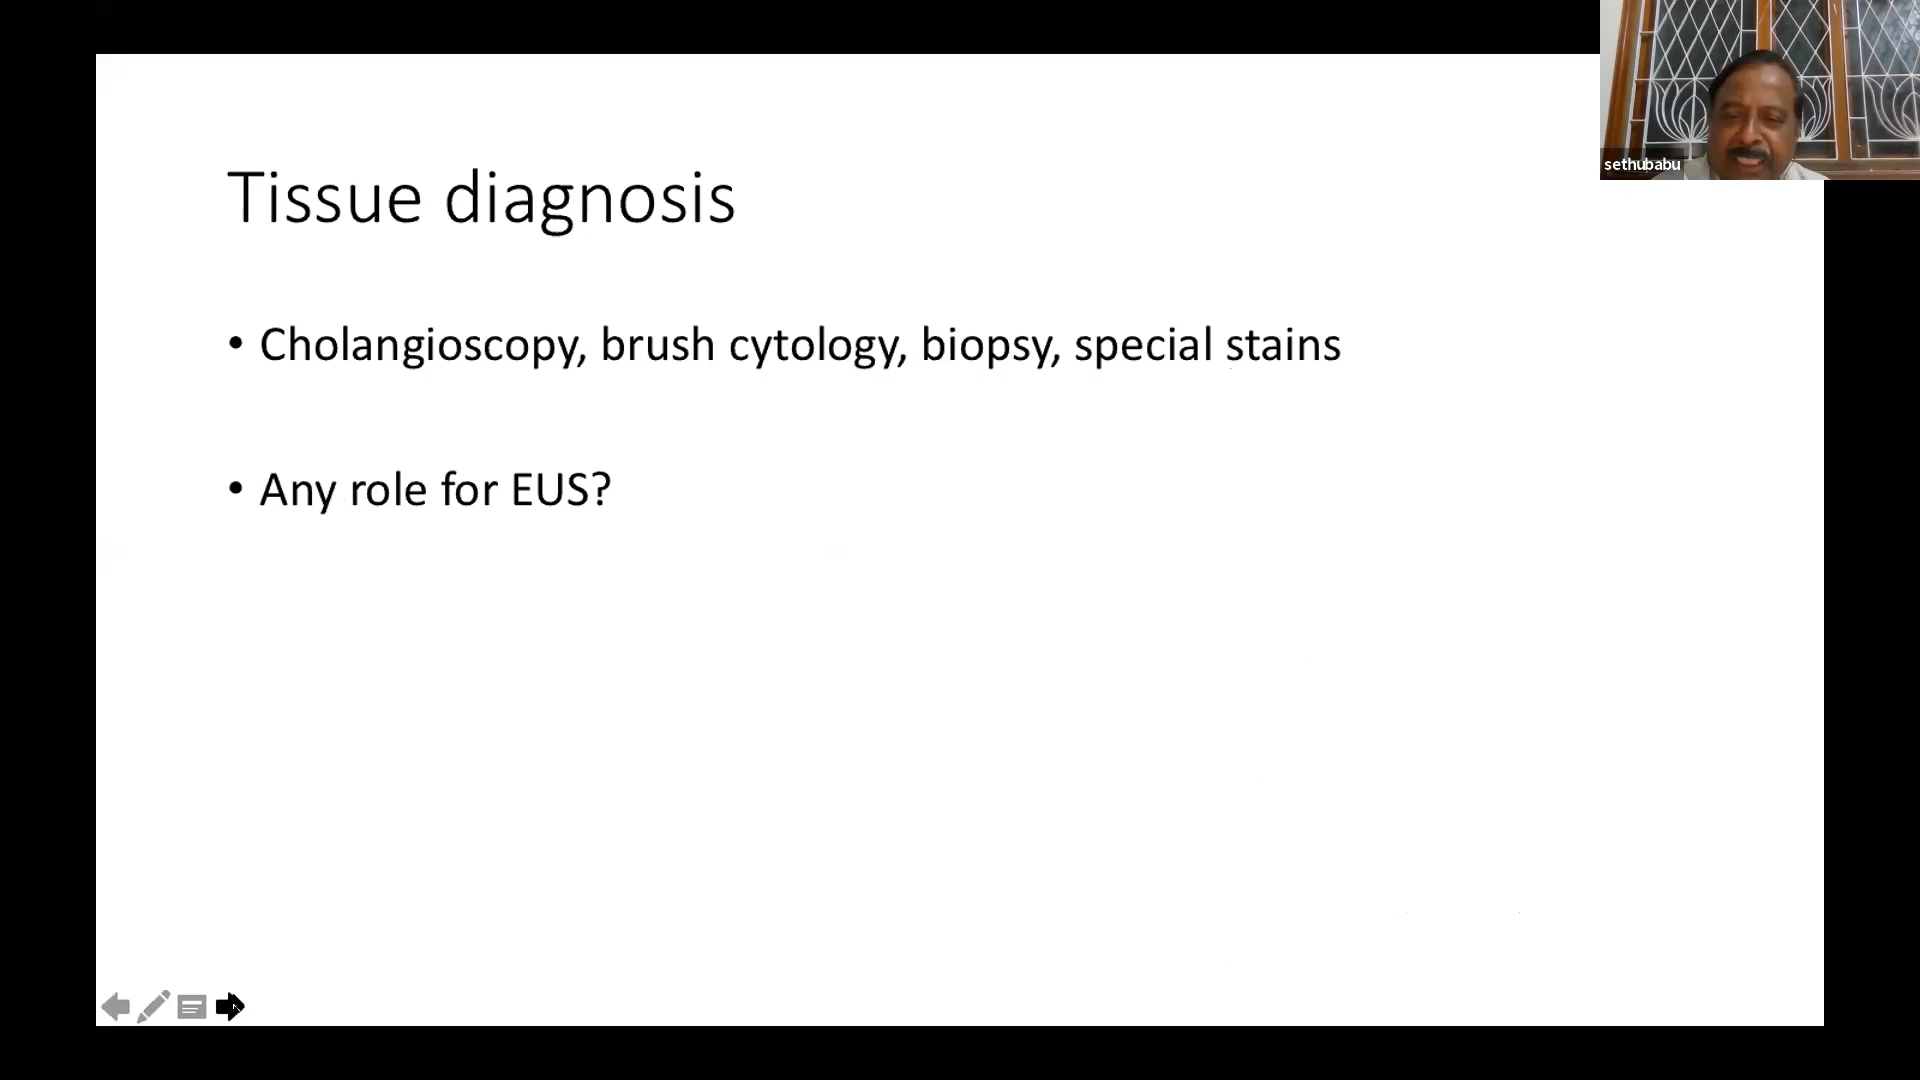 sethubabu
Tissue diagnosis
• Cholangioscopy, brush cytology, biopsy, special stains
• Any role for EUS?